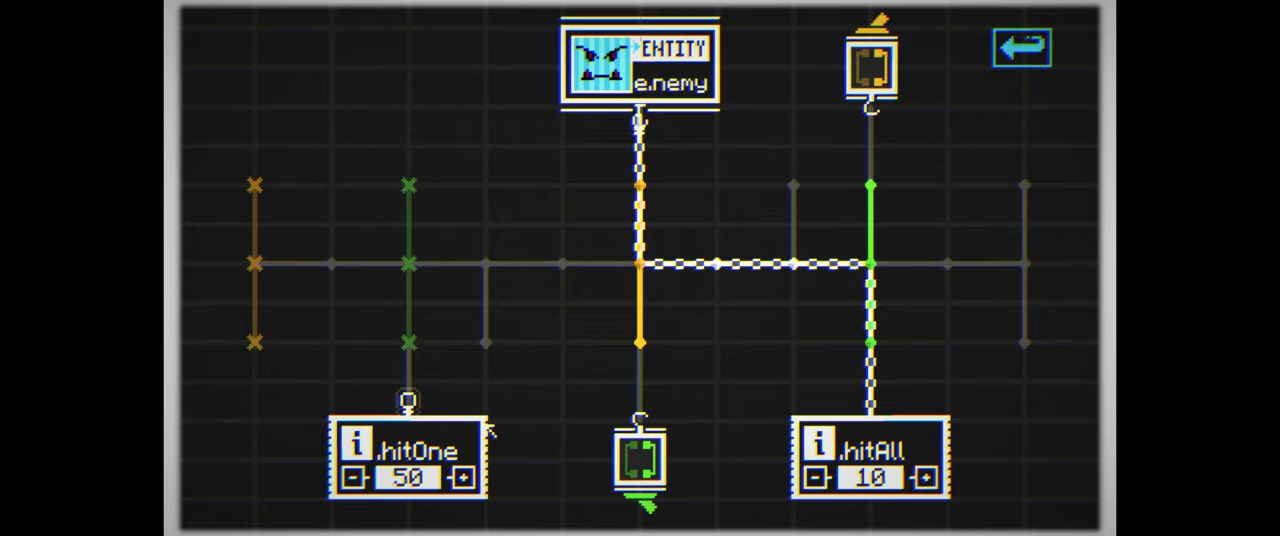 ENTITY
e.nemy
i .hitOne
- 50 +
i .hitAll
- 10 +